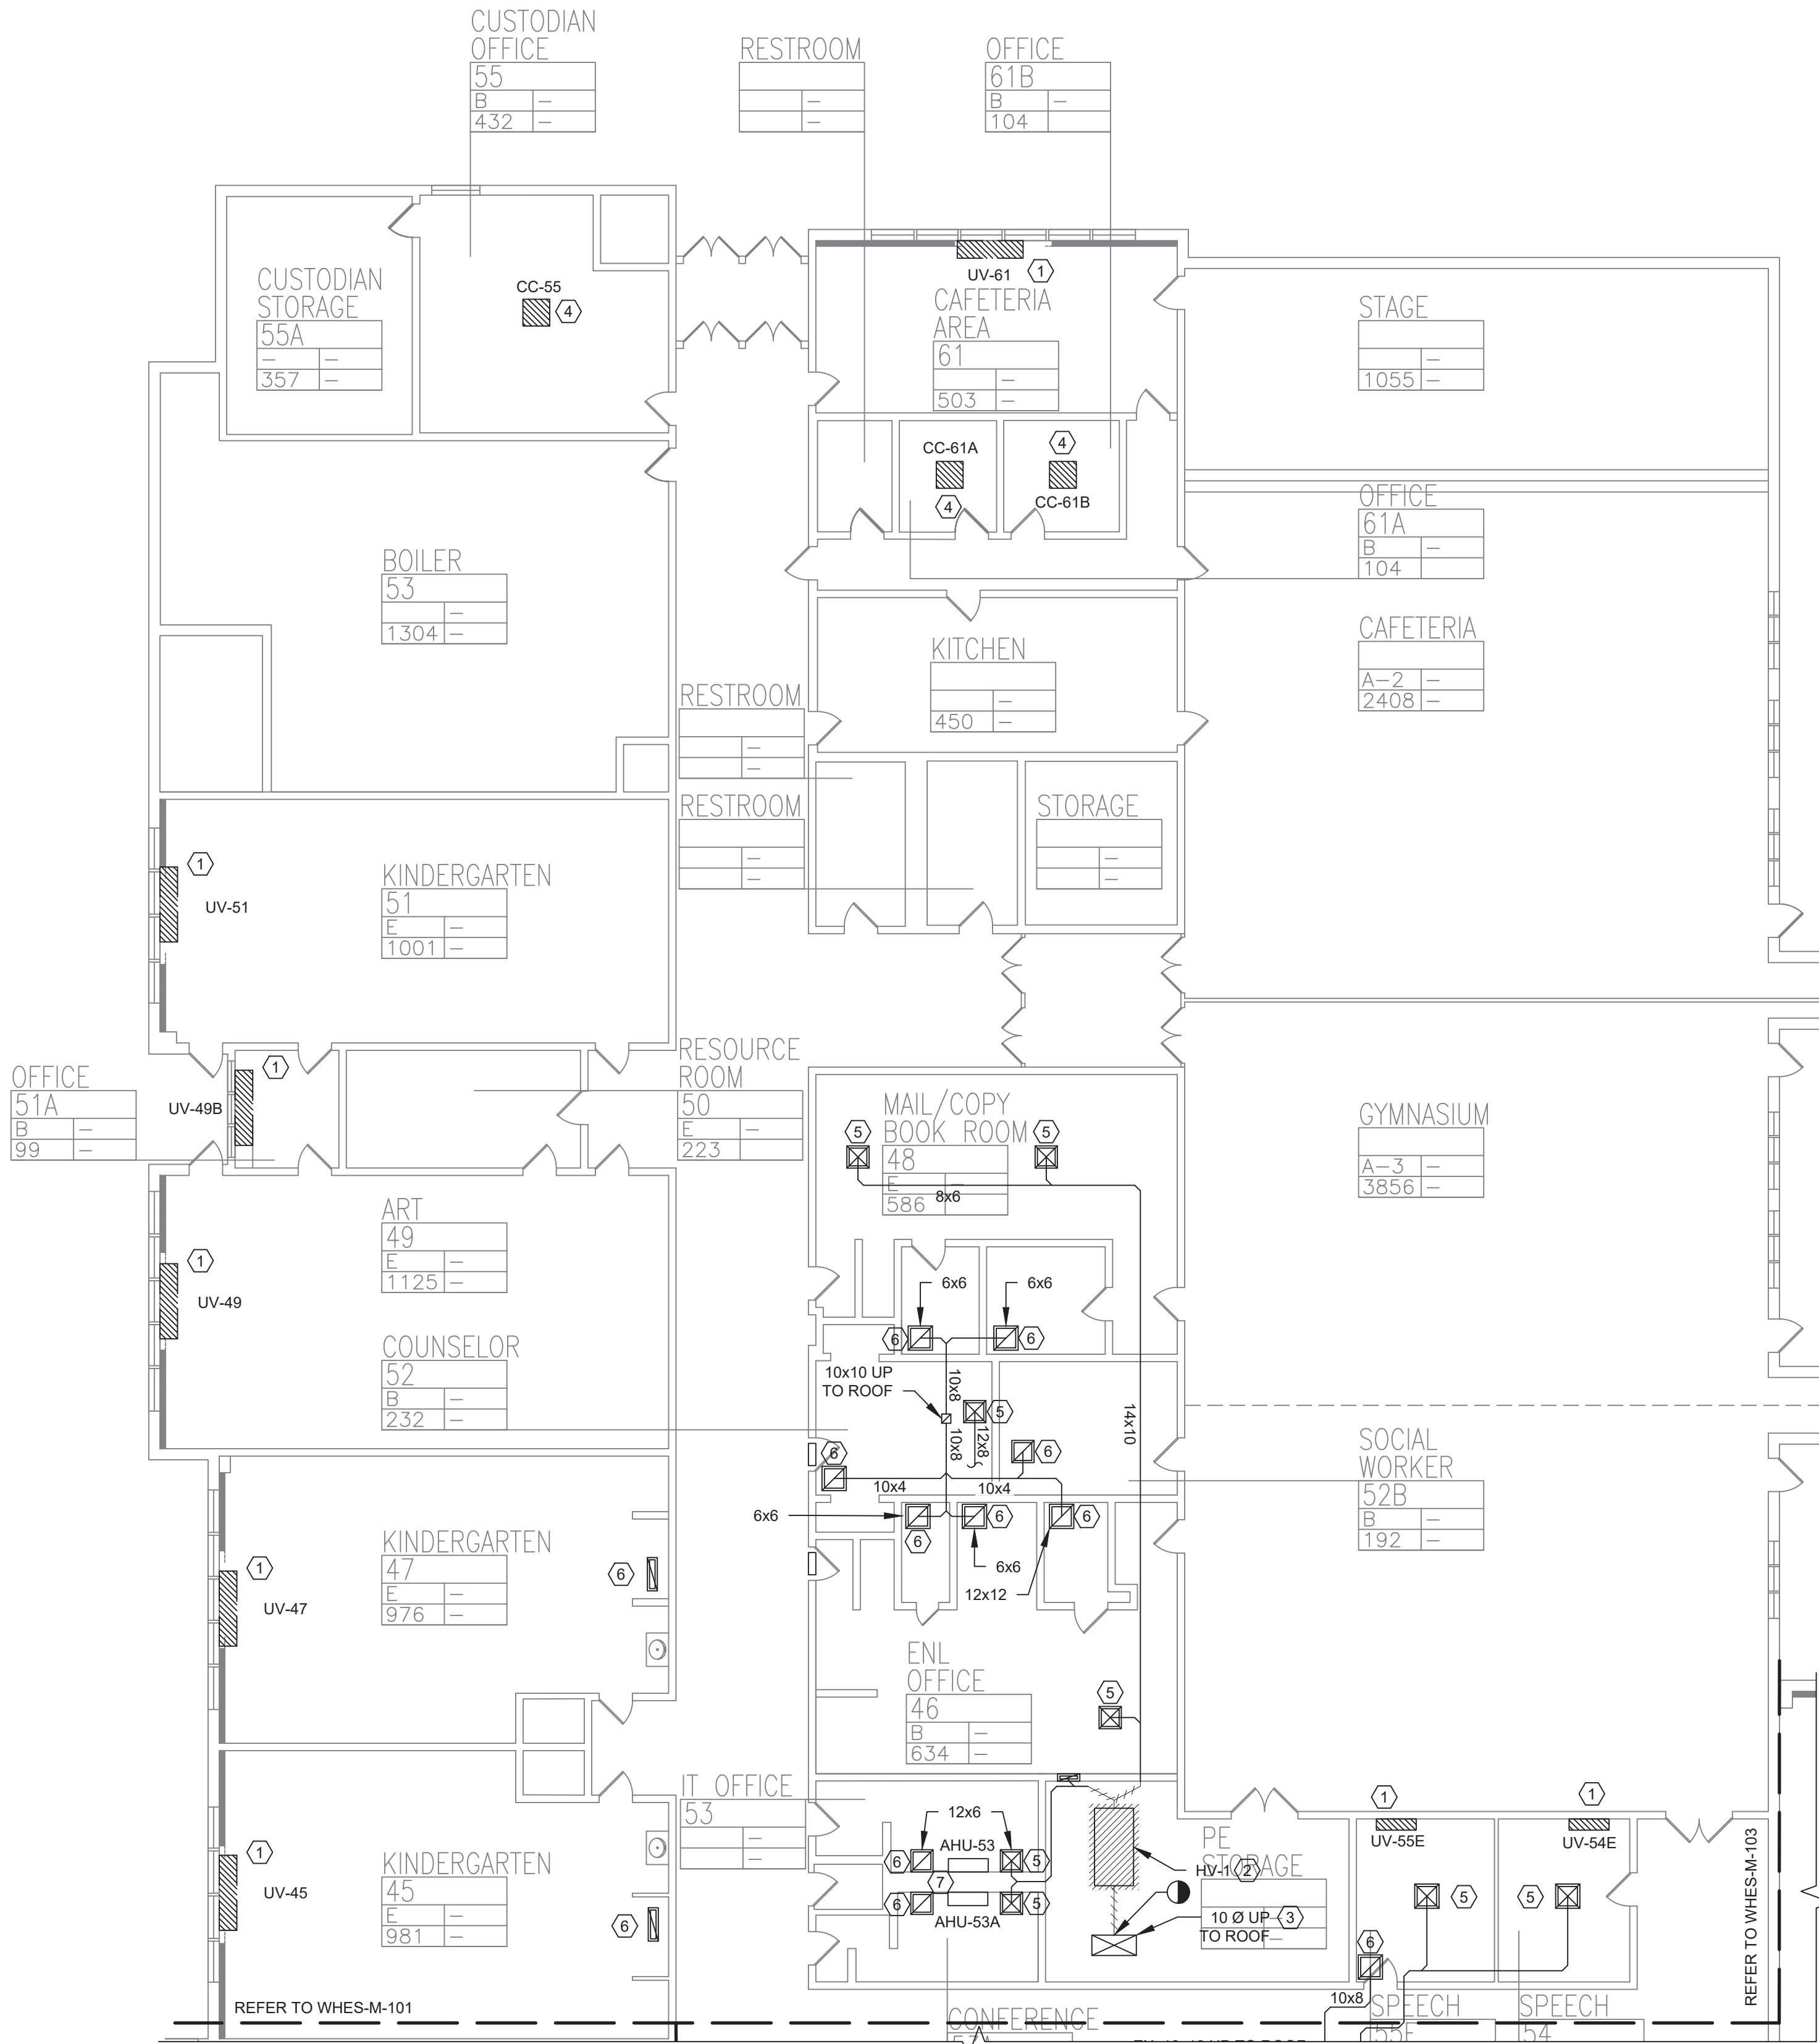 CUSTODIAN
OFFICE
55
B –
432 –
RESTROOM
–
–
OFFICE
61B
B –
104
CUSTODIAN
STORAGE
55A
– –
357 –
CC-55
4
UV-61
1
CAFETERIA
AREA
61
–
503 –
STAGE
–
1055 –
CC-61A
4
4
CC-61B
OFFICE
61A
B –
104
BOILER
53
–
1304 –
KITCHEN
–
450 –
CAFETERIA
A-2 –
2408 –
RESTROOM
–
–
RESTROOM
–
–
STORAGE
–
–
1
UV-51
KINDERGARTEN
51
E –
1001 –
OFFICE
51A
B –
99 –
1
UV-49B
RESOURCE
ROOM
50
E –
223
MAIL/COPY
BOOK ROOM
48
E –
586
5
5
8x6
GYMNASIUM
A-3 –
3856 –
ART
49
E –
1125 –
1
UV-49
COUNSELOR
52
B –
232 –
6x6
6x6
6
6
10x10 UP
TO ROOF
10x8
10x8
12x8
5
14x10
6
6
10x4
10x4
6x6
6
6
6
6x6
12x12
SOCIAL
WORKER
52B
B –
192 –
KINDERGARTEN
47
E –
976 –
1
UV-47
6
ENL
OFFICE
46
B –
634 –
5
IT OFFICE
53
–
–
12x6
AHU-53
6
5
7
6
5
AHU-53A
PE
STORAGE
–
–
HV-1 2
10 Ø UP 3
TO ROOF
1
UV-55E
1
UV-54E
5
5
6
10x8
KINDERGARTEN
45
E –
981 –
1
UV-45
6
REFER TO WHES-M-101
REFER TO WHES-M-103
CONFERENCE
SPEECH
SPEECH
54